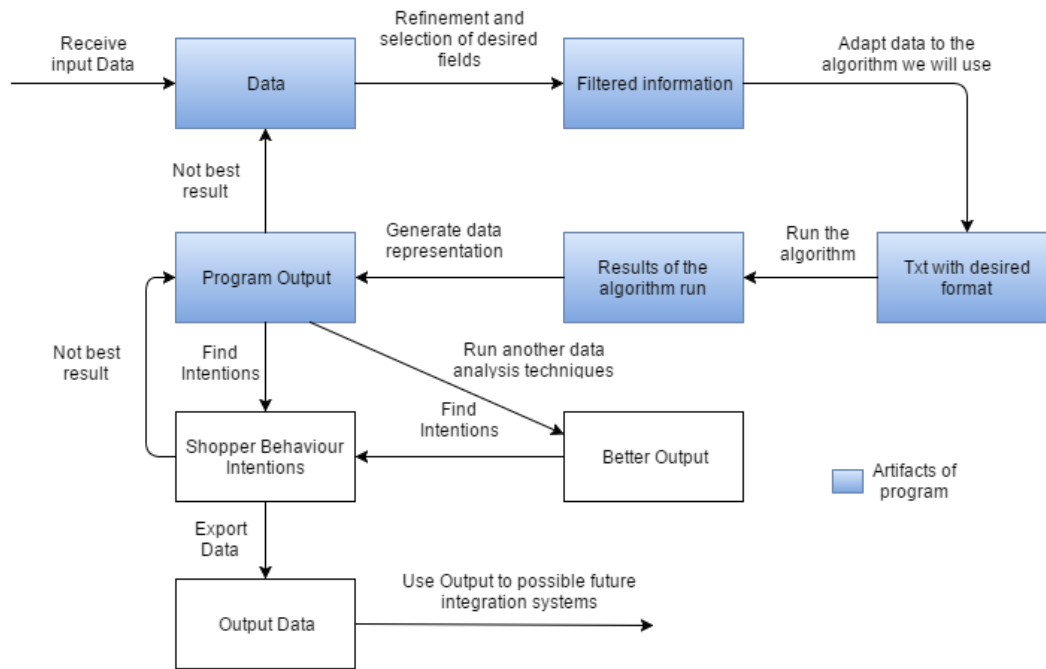 Receive
input Data
Data
Refinement and
selection of desired
fields
Filtered information
Adapt data to the
algorithm we will use
Not best
result
Program Output
Generate data
representation
Results of the
algorithm run
Run the
algorithm
Txt with desired
format
Not best
result
Find
Intentions
Run another data
analysis techniques
Find
Intentions
Shopper Behaviour
Intentions
Better Output
Artifacts of
program
Export
Data
Output Data
Use Output to possible future
integration systems